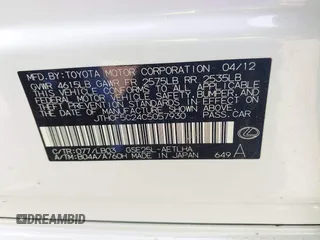 MFD.BY:TOYOTA MOTOR CORPORATION 04/12
GVWR 4615LB GAWR FR 2575LB RR 2535LB
THIS VEHICLE CONFORMS TO ALL APPLICABLE
FEDERAL MOTOR VEHICLE SAFETY, BUMPER, AND
THEFT PREVENTION STANDARDS IN EFFECT ON
THE DATE OF MANUFACTURE SHOWN ABOVE.
JTHCF5C24C5057930 PASS.CAR
C/TR:077/LB03 GSE25L-AETLHA
A/TM:B04A/A760H MADE IN JAPAN 649 A
DIDIT CRASHED